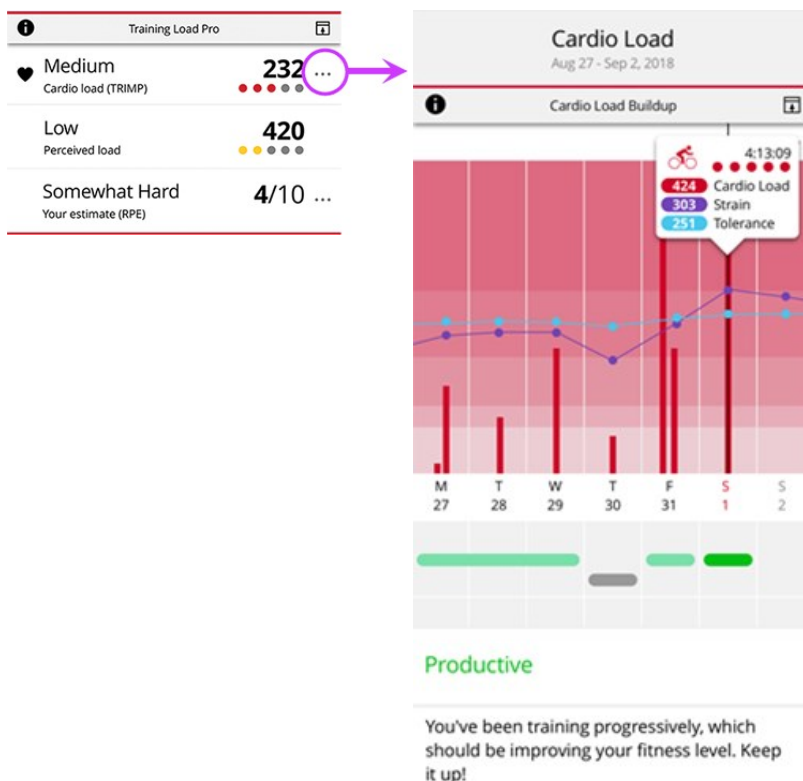 Training Load Pro
Medium
232 ...
Cardio load (TRIMP)
Low
420
Perceived load
Somewhat Hard
4/10 ...
Your estimate (RPE)
Cardio Load
Aug 27 - Sep 2, 2018
Cardio Load Buildup
4:13:09
424 Cardio Load
303 Strain
251 Tolerance
M T W T F S S
27 28 29 30 31 1 2
Productive
You've been training progressively, which
should be improving your fitness level. Keep
it up!